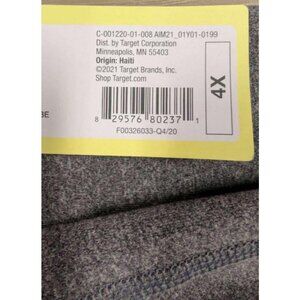 C-001220-01-008 AIM21_01Y01-0199
Dist. by Target Corporation
Minneapolis, MN 55403
Origin: Haiti
©2021 Target Brands, Inc.
Shop Target.com
4X
8 29576 80237 1
F00326033-Q4/20